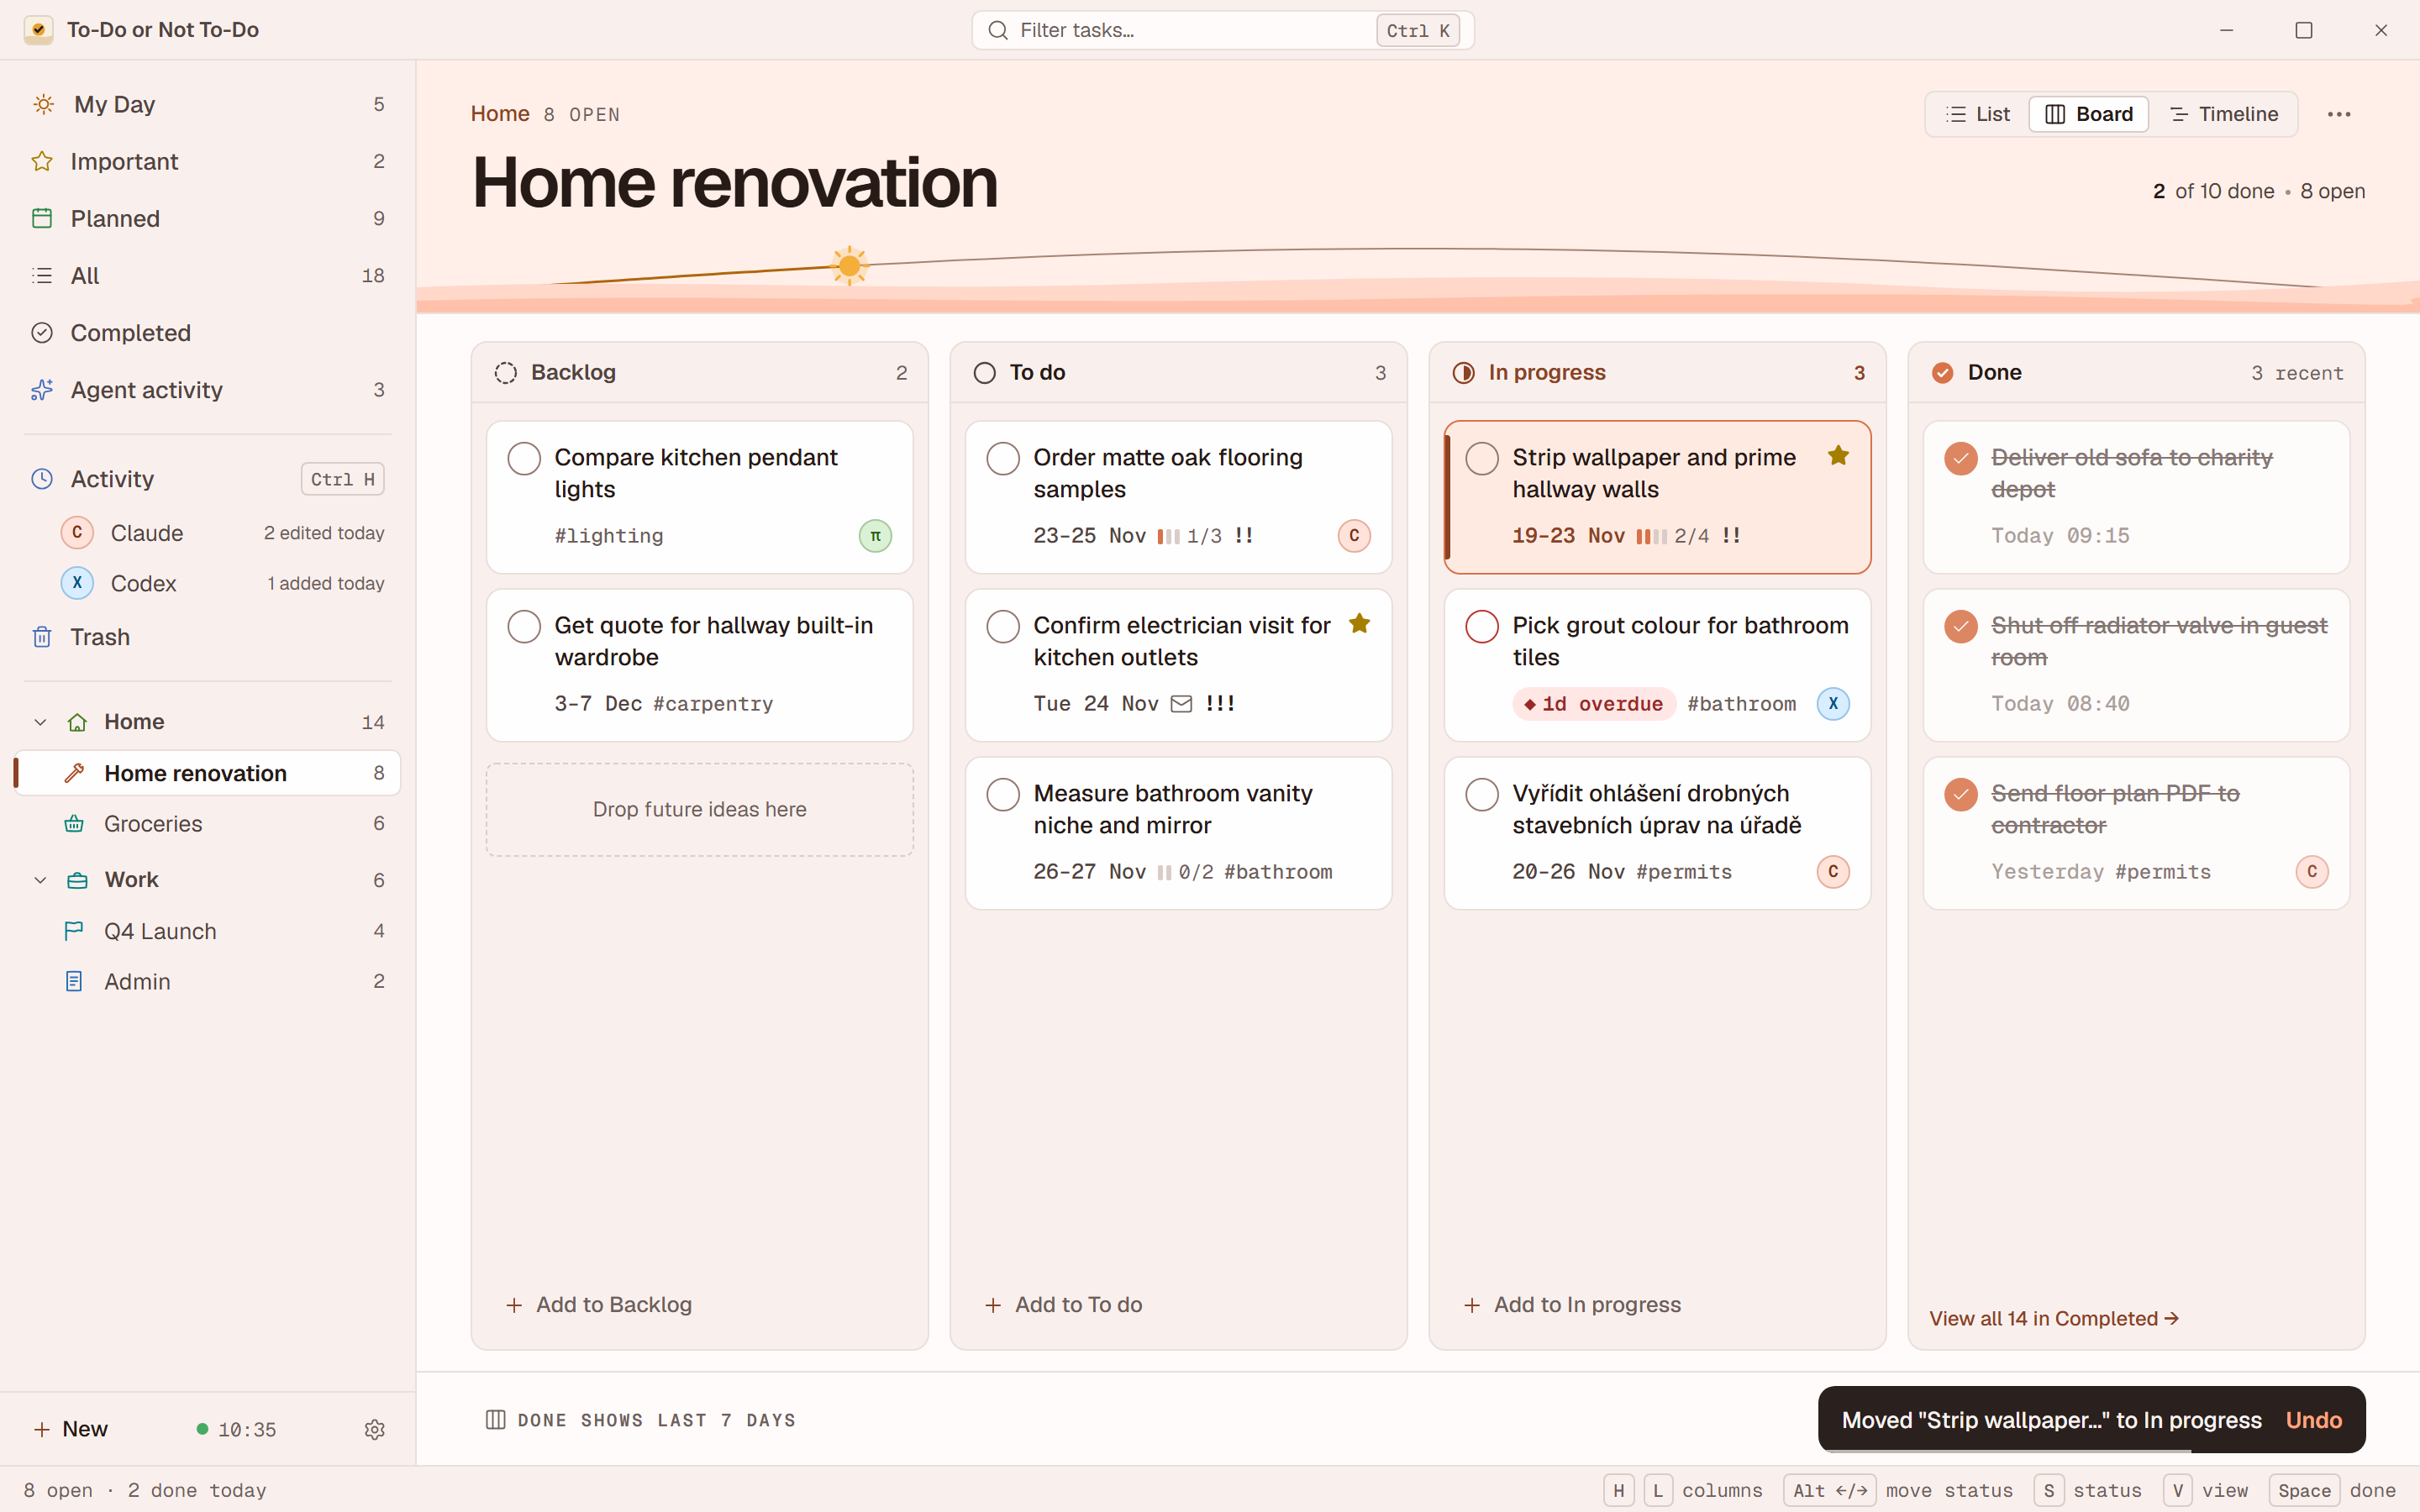 To-Do or Not To-Do
Filter tasks...
Ctrl K
My Day 5
Important 2
Planned 9
All 18
Completed
Agent activity 3
Activity Ctrl H
C Claude 2 edited today
X Codex 1 added today
Trash
Home 14
Home renovation 8
Groceries 6
Work 6
Q4 Launch 4
Admin 2
+ New 10:35
Home 8 OPEN
List Board Timeline
Home renovation
2 of 10 done • 8 open
Backlog 2
Compare kitchen pendant
lights
#lighting π
Get quote for hallway built-in
wardrobe
3–7 Dec #carpentry
Drop future ideas here
+ Add to Backlog
To do 3
Order matte oak flooring
samples
23–25 Nov 1/3 !! C
Confirm electrician visit for
kitchen outlets
Tue 24 Nov !!!
Measure bathroom vanity
niche and mirror
26–27 Nov 0/2 #bathroom
+ Add to To do
In progress 3
Strip wallpaper and prime
hallway walls
19–23 Nov 2/4 !!
Pick grout colour for bathroom
tiles
1d overdue #bathroom X
Vyřídit ohlášení drobných
stavebních úprav na úřadě
20–26 Nov #permits C
+ Add to In progress
Done 3 recent
Deliver old sofa to charity
depot
Today 09:15
Shut off radiator valve in guest
room
Today 08:40
Send floor plan PDF to
contractor
Yesterday #permits C
View all 14 in Completed →
DONE SHOWS LAST 7 DAYS
Moved "Strip wallpaper…" to In progress Undo
8 open · 2 done today
H L columns Alt ←/→ move status S status V view Space done